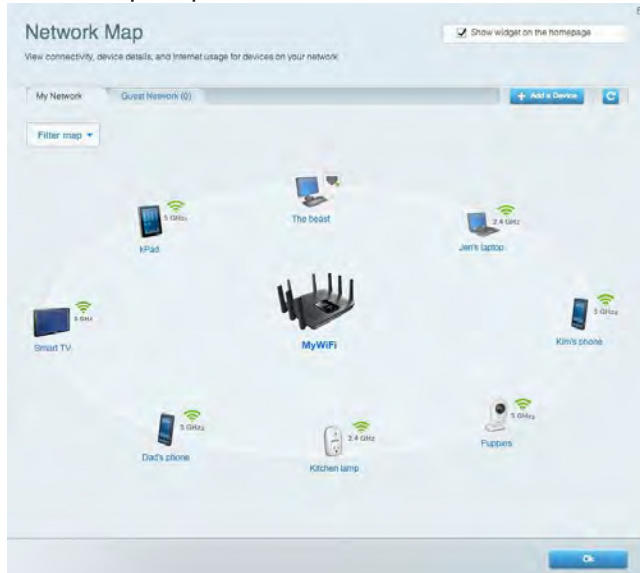 Network Map
Show widget on the homepage
View connectivity, device details, and Internet usage for devices on your network
My Network
Guest Network (0)
+ Add a Device
Filter map
The beast
5 GHz
kPad
2.4 GHz
Jen's laptop
5 GHz
Smart TV
MyWiFi
5 GHz
Kim's phone
5 GHz
Dad's phone
2.4 GHz
Kitchen lamp
5 GHz
Puppies
Ok